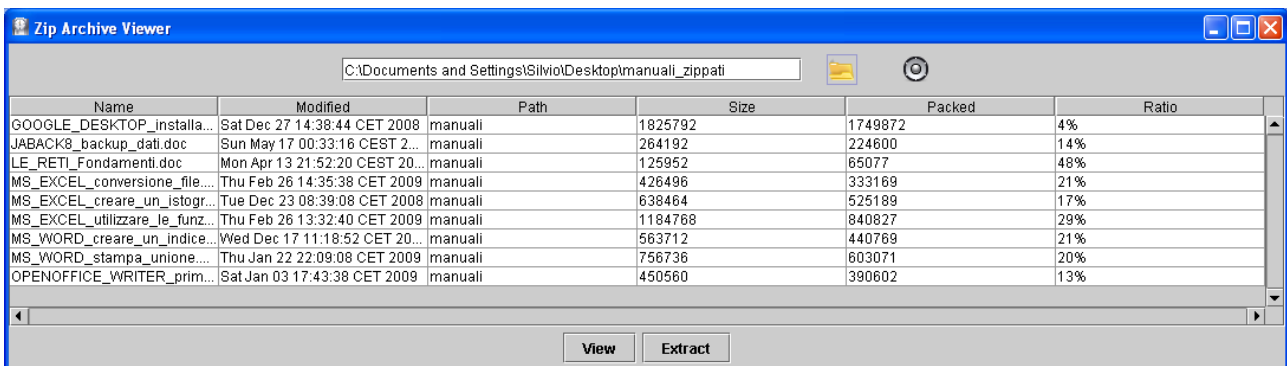 Zip Archive Viewer
C:\Documents and Settings\Silvio\Desktop\manuali_zippati
Name Modified Path Size Packed Ratio
GOOGLE_DESKTOP_installa... Sat Dec 27 14:38:44 CET 2008 manuali 1825792 1749872 4%
JABACK8_backup_dati.doc Sun May 17 00:33:16 CEST 2... manuali 264192 224600 14%
LE_RETI_Fondamenti.doc Mon Apr 13 21:52:20 CEST 20... manuali 125952 65077 48%
MS_EXCEL_conversione_file.... Thu Feb 26 14:35:38 CET 2009 manuali 426496 333169 21%
MS_EXCEL_creare_un_istogr... Tue Dec 23 08:39:08 CET 2008 manuali 638464 525189 17%
MS_EXCEL_utilizzare_le_funz... Thu Feb 26 13:32:40 CET 2009 manuali 1184768 840827 29%
MS_WORD_creare_un_indice... Wed Dec 17 11:18:52 CET 20... manuali 563712 440769 21%
MS_WORD_stampa_unione.... Thu Jan 22 22:09:08 CET 2009 manuali 756736 603071 20%
OPENOFFICE_WRITER_prim... Sat Jan 03 17:43:38 CET 2009 manuali 450560 390602 13%
View Extract